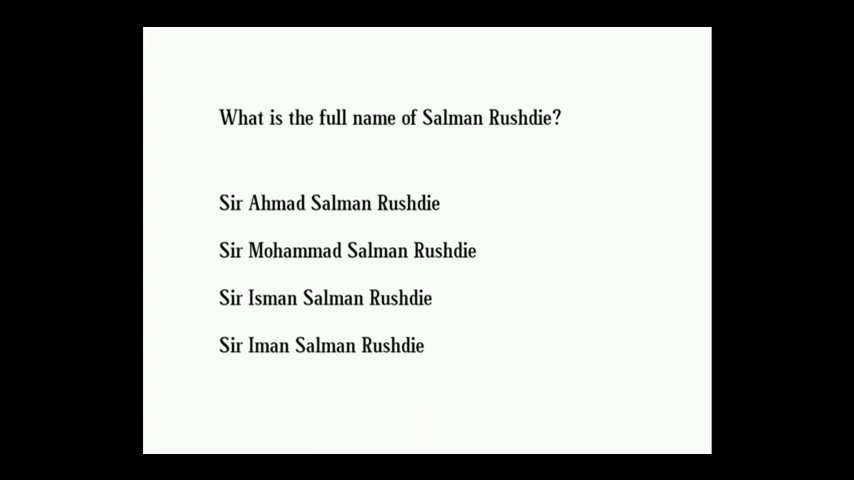 What is the full name of Salman Rushdie?
Sir Ahmad Salman Rushdie
Sir Mohammad Salman Rushdie
Sir Isman Salman Rushdie
Sir Iman Salman Rushdie